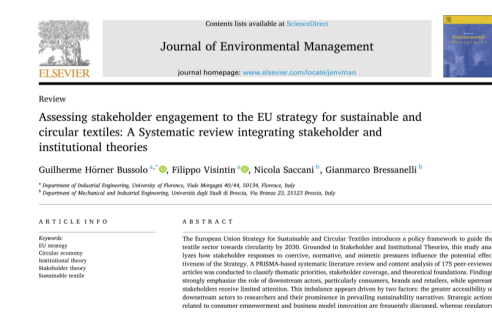 Contents lists available at ScienceDirect
Journal of Environmental Management
journal homepage: www.elsevier.com/locate/jenvman
ELSEVIER
Review
Assessing stakeholder engagement to the EU strategy for sustainable and
circular textiles: A Systematic review integrating stakeholder and
institutional theories
Guilherme Hörner Bussolo a,*, Filippo Visintin a, Nicola Saccani b, Gianmarco Bressanelli b
a Department of Industrial Engineering, University of Florence, Viale Morgagni 40/44, 50134, Florence, Italy
b Department of Mechanical and Industrial Engineering, Università degli Studi di Brescia, Via Branze 23, 25123 Brescia, Italy
ARTICLE INFO
ABSTRACT
Keywords:
EU strategy
Circular economy
Institutional theory
Stakeholder theory
Sustainable textile
The European Union Strategy for Sustainable and Circular Textiles introduces a policy framework to guide the
textile sector towards circularity by 2030. Grounded in Stakeholder and Institutional Theories, this study ana-
lyzes how stakeholder responses to coercive, normative, and mimetic pressures influence the potential effec-
tiveness of the Strategy. A PRISMA-based systematic literature review and content analysis of 175 peer-reviewed
articles was conducted to classify thematic priorities, stakeholder coverage, and theoretical foundations. Findings
strongly emphasize the role of downstream actors, particularly consumers, brands and retailers, while upstream
stakeholders receive limited attention. This imbalance appears driven by two factors: the greater accessibility of
downstream actors to researchers and their prominence in prevailing sustainability narratives. Strategic actions
related to consumer empowerment and business model innovation are frequently discussed, whereas regulatory